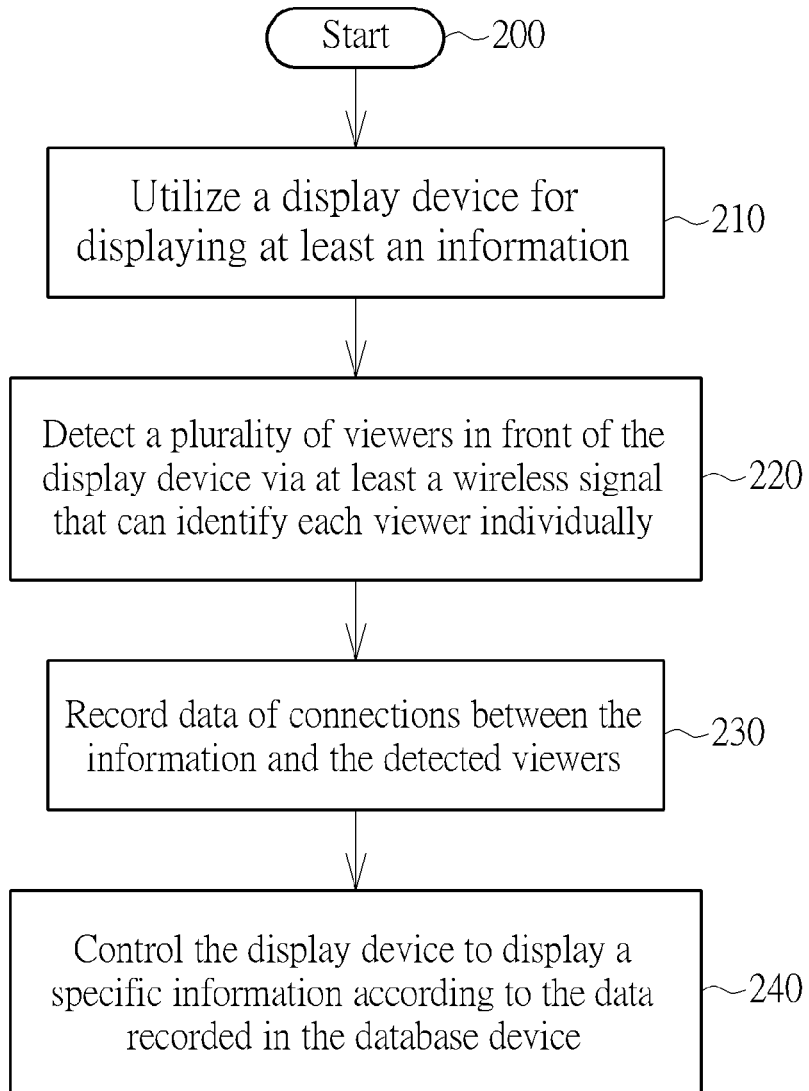 Start
200
Utilize a display device for
displaying at least an information
210
Detect a plurality of viewers in front of the
display device via at least a wireless signal
that can identify each viewer individually
220
Record data of connections between the
information and the detected viewers
230
Control the display device to display a
specific information according to the data
recorded in the database device
240